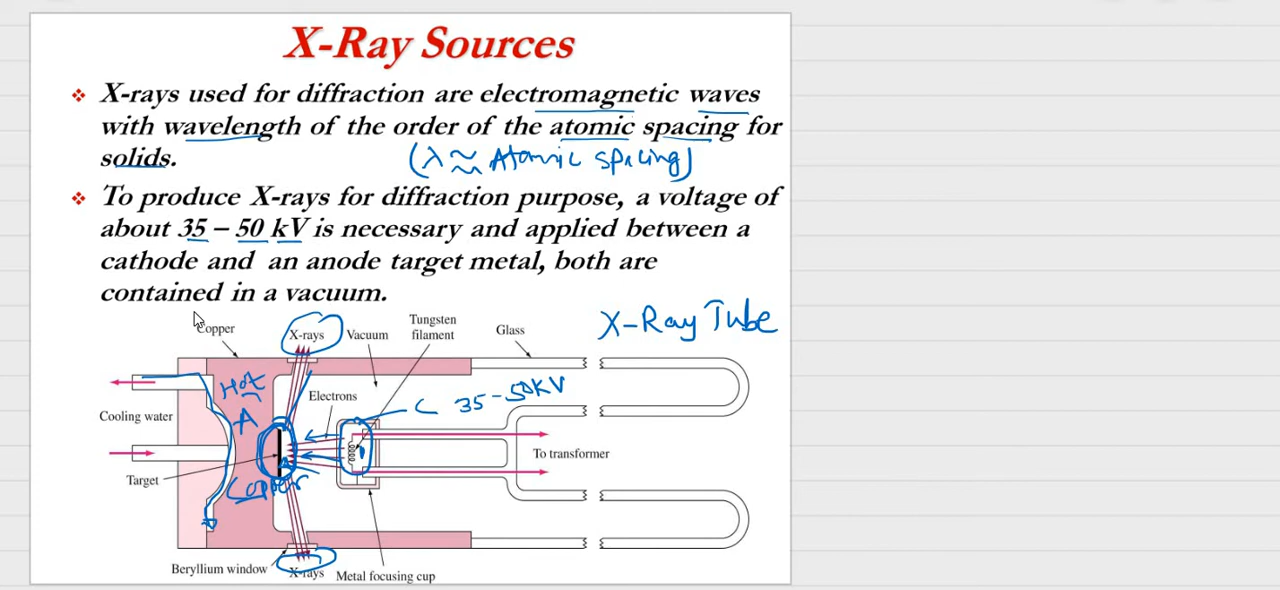 X-Ray Sources
❖ X-rays used for diffraction are electromagnetic waves
with wavelength of the order of the atomic spacing for
solids.
(λ ≈ Atomic spacing)
❖ To produce X-rays for diffraction purpose, a voltage of
about 35 – 50 kV is necessary and applied between a
cathode and an anode target metal, both are
contained in a vacuum.
X-Ray Tube
Copper
X-rays
Vacuum
Tungsten
filament
Glass
Hot
Electrons
C 35-50KV
Cooling water
A
To transformer
Target
Copper
Beryllium window
X-rays
Metal focusing cup